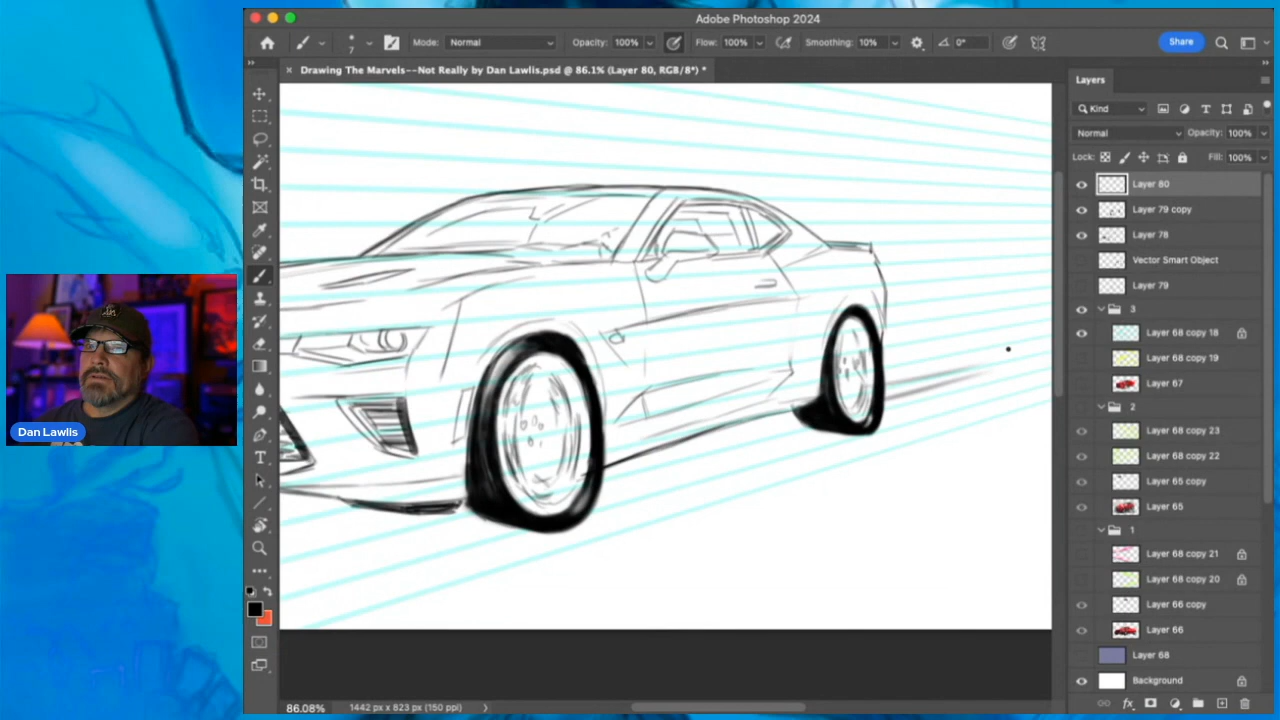 Adobe Photoshop 2024
Mode: Normal Opacity: 100% Flow: 100% Smoothing: 10% 0° Share
7
× Drawing The Marvels--Not Really by Dan Lawlis.psd @ 86.1% (Layer 80, RGB/8*) *
Layers
Kind
Normal Opacity: 100%
Lock: Fill: 100%
Layer 80
Layer 79 copy
Layer 78
Vector Smart Object
Layer 79
3
Layer 68 copy 18
Layer 68 copy 19
Layer 67
2
Layer 68 copy 23
Layer 68 copy 22
Layer 65 copy
Layer 65
1
Layer 68 copy 21
Layer 68 copy 20
Layer 66 copy
Layer 66
Layer 68
Background
Dan Lawlis
86.08% 1442 px x 823 px (150 ppi)